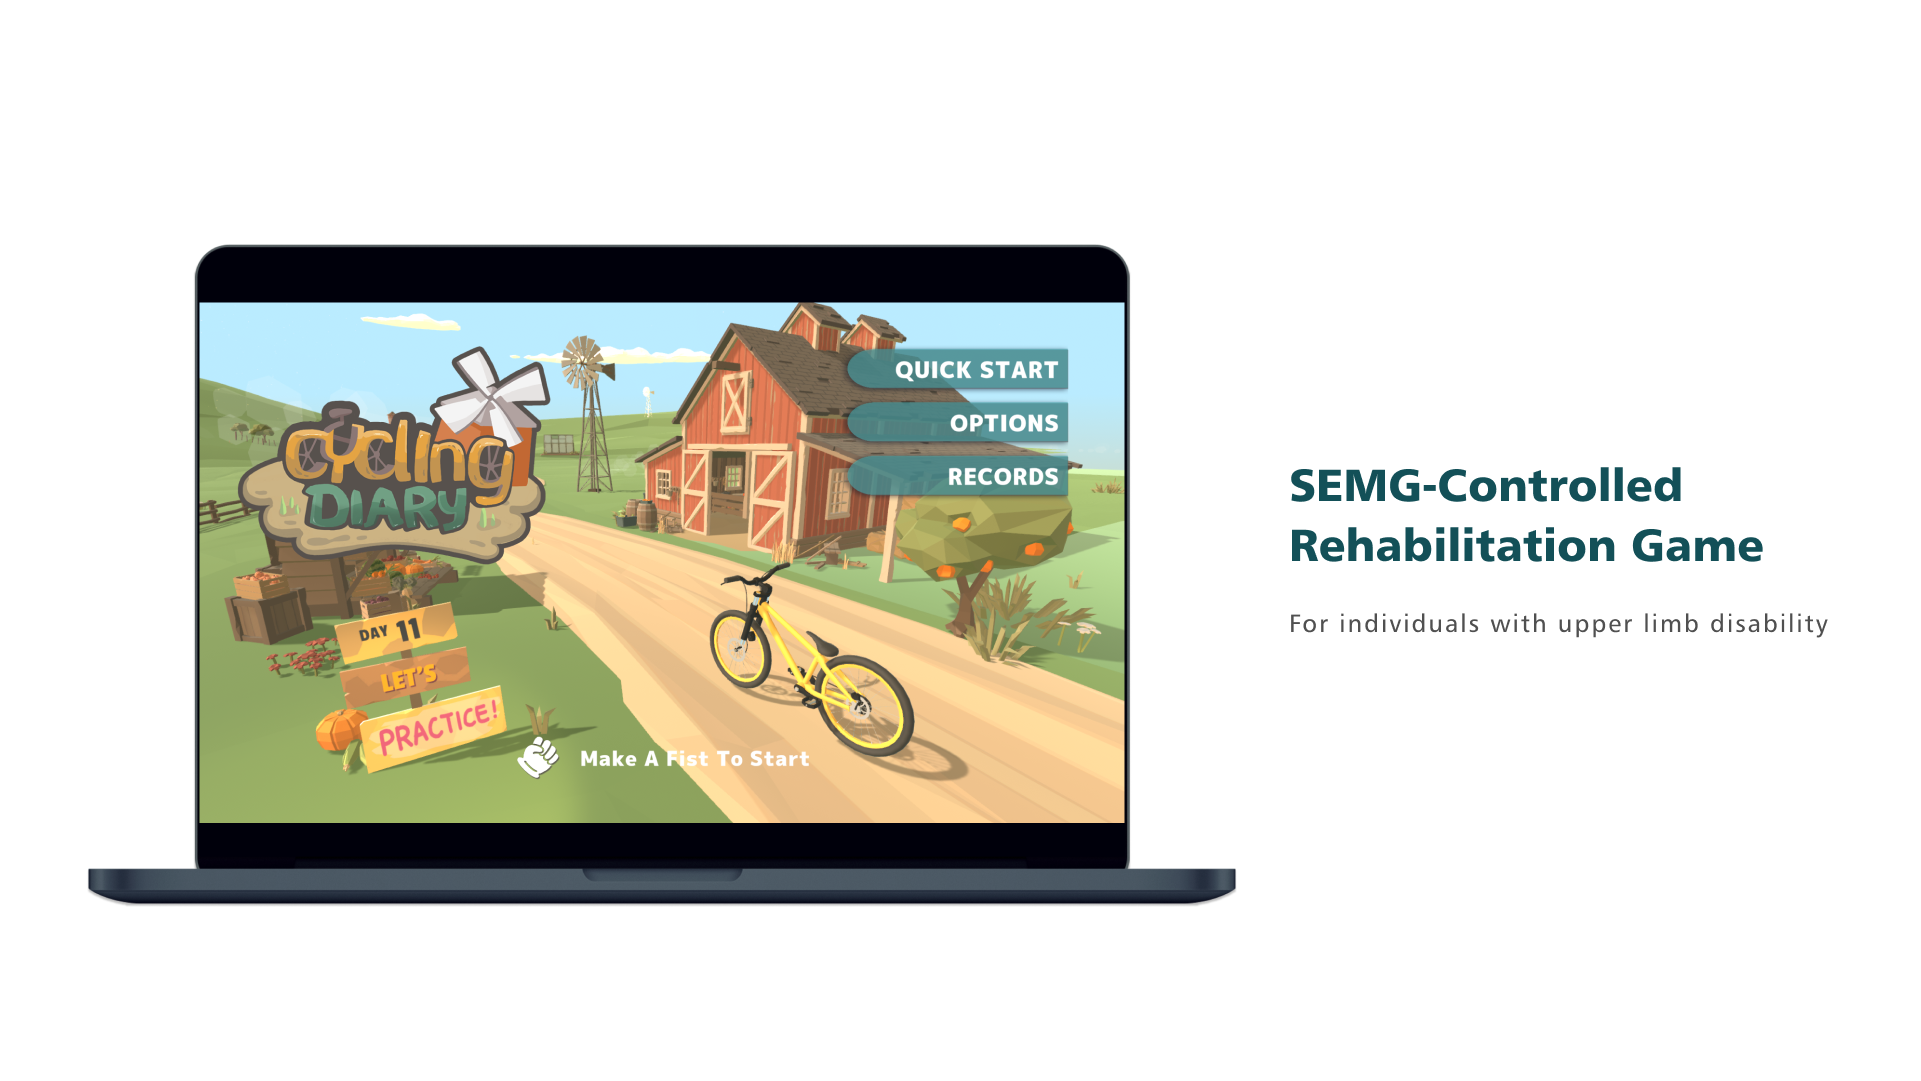 CYClIng
DIARY
QUICK START
OPTIONS
RECORDS
DAY 11
LET'S
PRACTICE!
Make A Fist To Start
SEMG-Controlled
Rehabilitation Game
For individuals with upper limb disability